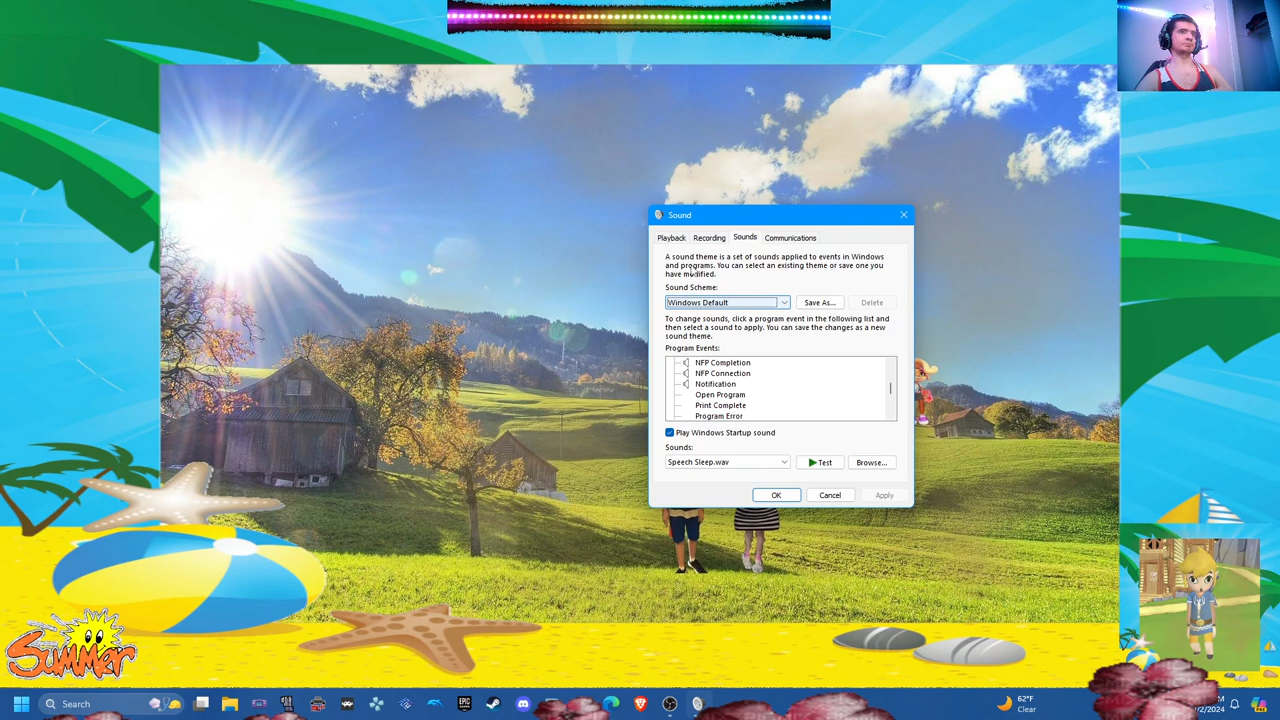 Sound
Playback Recording Sounds Communications
A sound theme is a set of sounds applied to events in Windows
and programs. You can select an existing theme or save one you
have modified.
Sound Scheme:
Windows Default Save As... Delete
To change sounds, click a program event in the following list and
then select a sound to apply. You can save the changes as a new
sound theme.
Program Events:
NFP Completion
NFP Connection
Notification
Open Program
Print Complete
Program Error
Play Windows Startup sound
Sounds:
Speech Sleep.wav Test Browse...
OK Cancel Apply
Summer
Search
EPIC
62°F
Clear
/2/2024